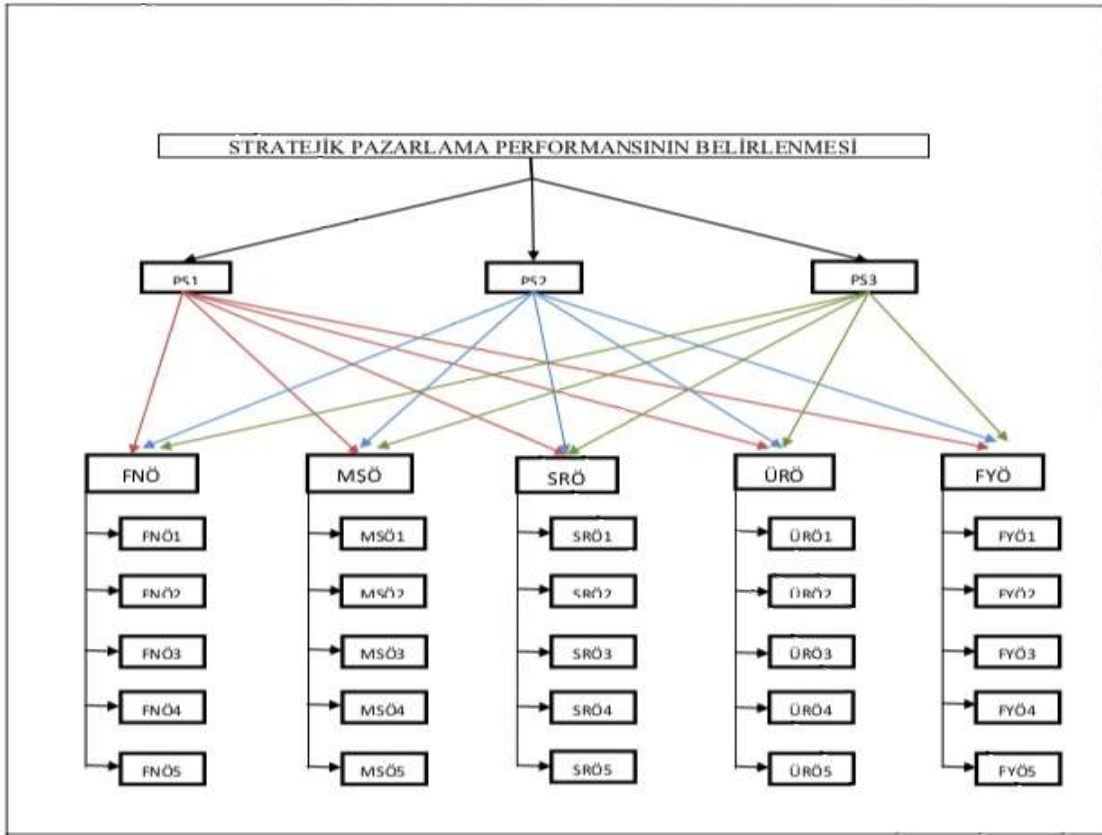 STRATEJİK PAZARLAMA PERFORMANSININ BELİRLENMESİ
PS1 PS2 PS3
FNÖ MSÖ SRÖ ÜRÖ FYÖ
FNÖ1 MSÖ1 SRÖ1 ÜRÖ1 FYÖ1
FNÖ2 MSÖ2 SRÖ2 ÜRÖ2 FYÖ2
FNÖ3 MSÖ3 SRÖ3 ÜRÖ3 FYÖ3
FNÖ4 MSÖ4 SRÖ4 ÜRÖ4 FYÖ4
FNÖ5 MSÖ5 SRÖ5 ÜRÖ5 FYÖ5